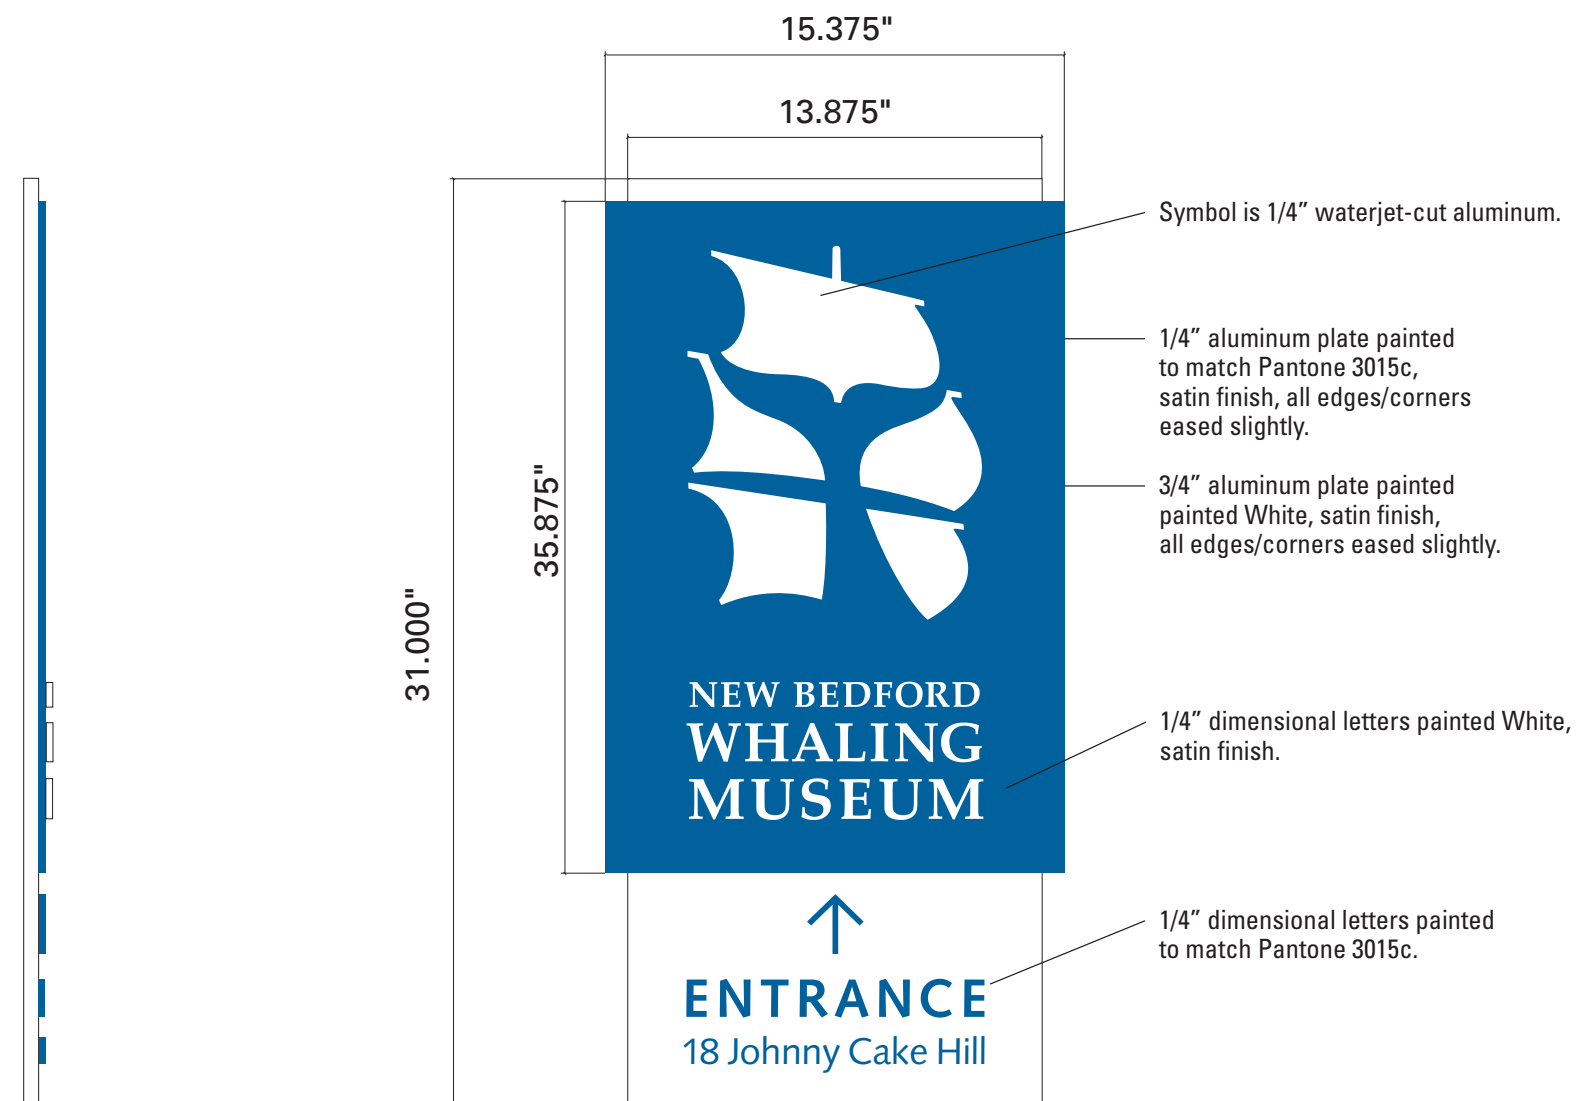 15.375"
13.875"
Symbol is 1/4” waterjet-cut aluminum.
1/4” aluminum plate painted
to match Pantone 3015c,
satin finish, all edges/corners
eased slightly.
3/4” aluminum plate painted
painted White, satin finish,
all edges/corners eased slightly.
35.875"
31.000"
NEW BEDFORD
WHALING
MUSEUM
1/4” dimensional letters painted White,
satin finish.
1/4” dimensional letters painted
to match Pantone 3015c.
ENTRANCE
18 Johnny Cake Hill